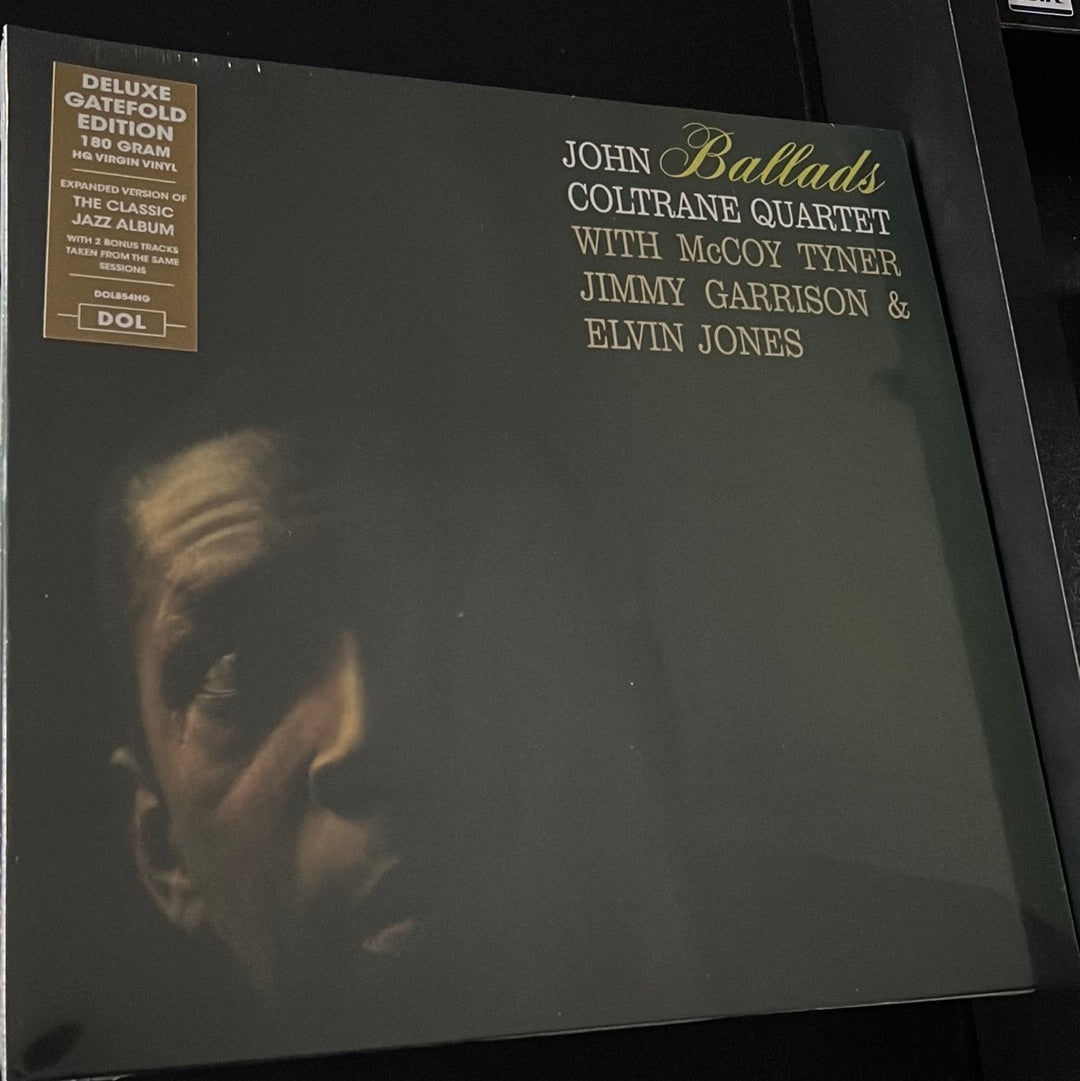 DELUXE
GATEFOLD
EDITION
180 GRAM
HQ VIRGIN VINYL
EXPANDED VERSION OF
THE CLASSIC
JAZZ ALBUM
WITH 2 BONUS TRACKS
TAKEN FROM THE SAME
SESSIONS
DOL854HG
DOL
JOHN Ballads
COLTRANE QUARTET
WITH McCOY TYNER
JIMMY GARRISON &
ELVIN JONES